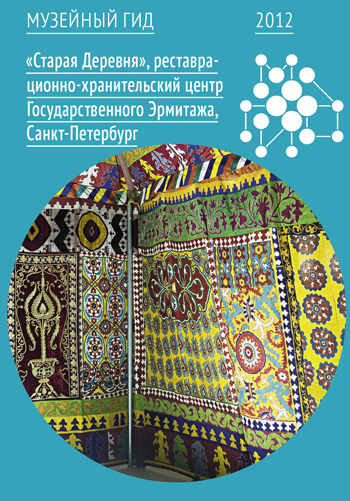 МУЗЕЙНЫЙ ГИД 2012
«Старая Деревня», реставра-
ционно-хранительский центр
Государственного Эрмитажа,
Санкт-Петербург